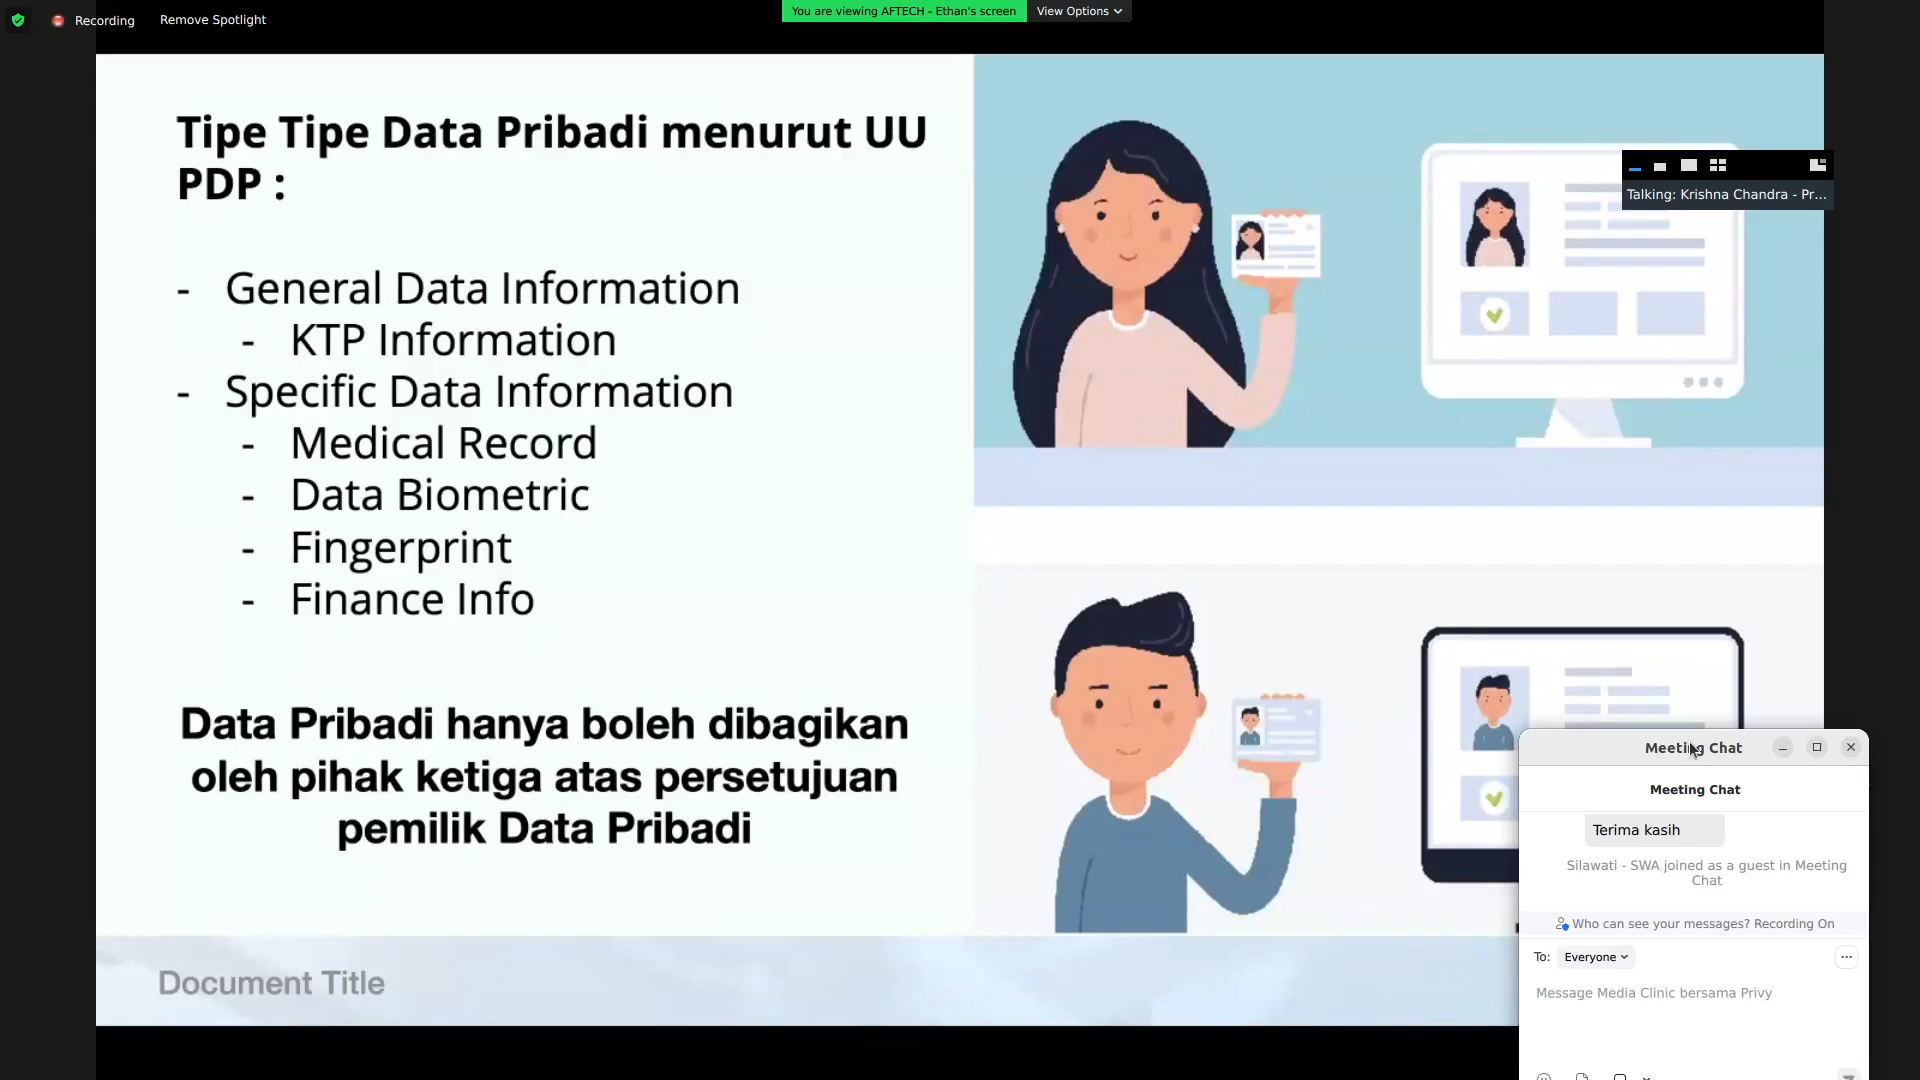 Recording
Remove Spotlight
You are viewing AFTECH - Ethan's screen
View Options
Tipe Tipe Data Pribadi menurut UU
PDP :
- General Data Information
- KTP Information
- Specific Data Information
- Medical Record
- Data Biometric
- Fingerprint
- Finance Info
Data Pribadi hanya boleh dibagikan
oleh pihak ketiga atas persetujuan
pemilik Data Pribadi
Document Title
Talking: Krishna Chandra - Pr...
Meeting Chat
Meeting Chat
Terima kasih
Silawati - SWA joined as a guest in Meeting
Chat
Who can see your messages? Recording On
To: Everyone
Message Media Clinic bersama Privy